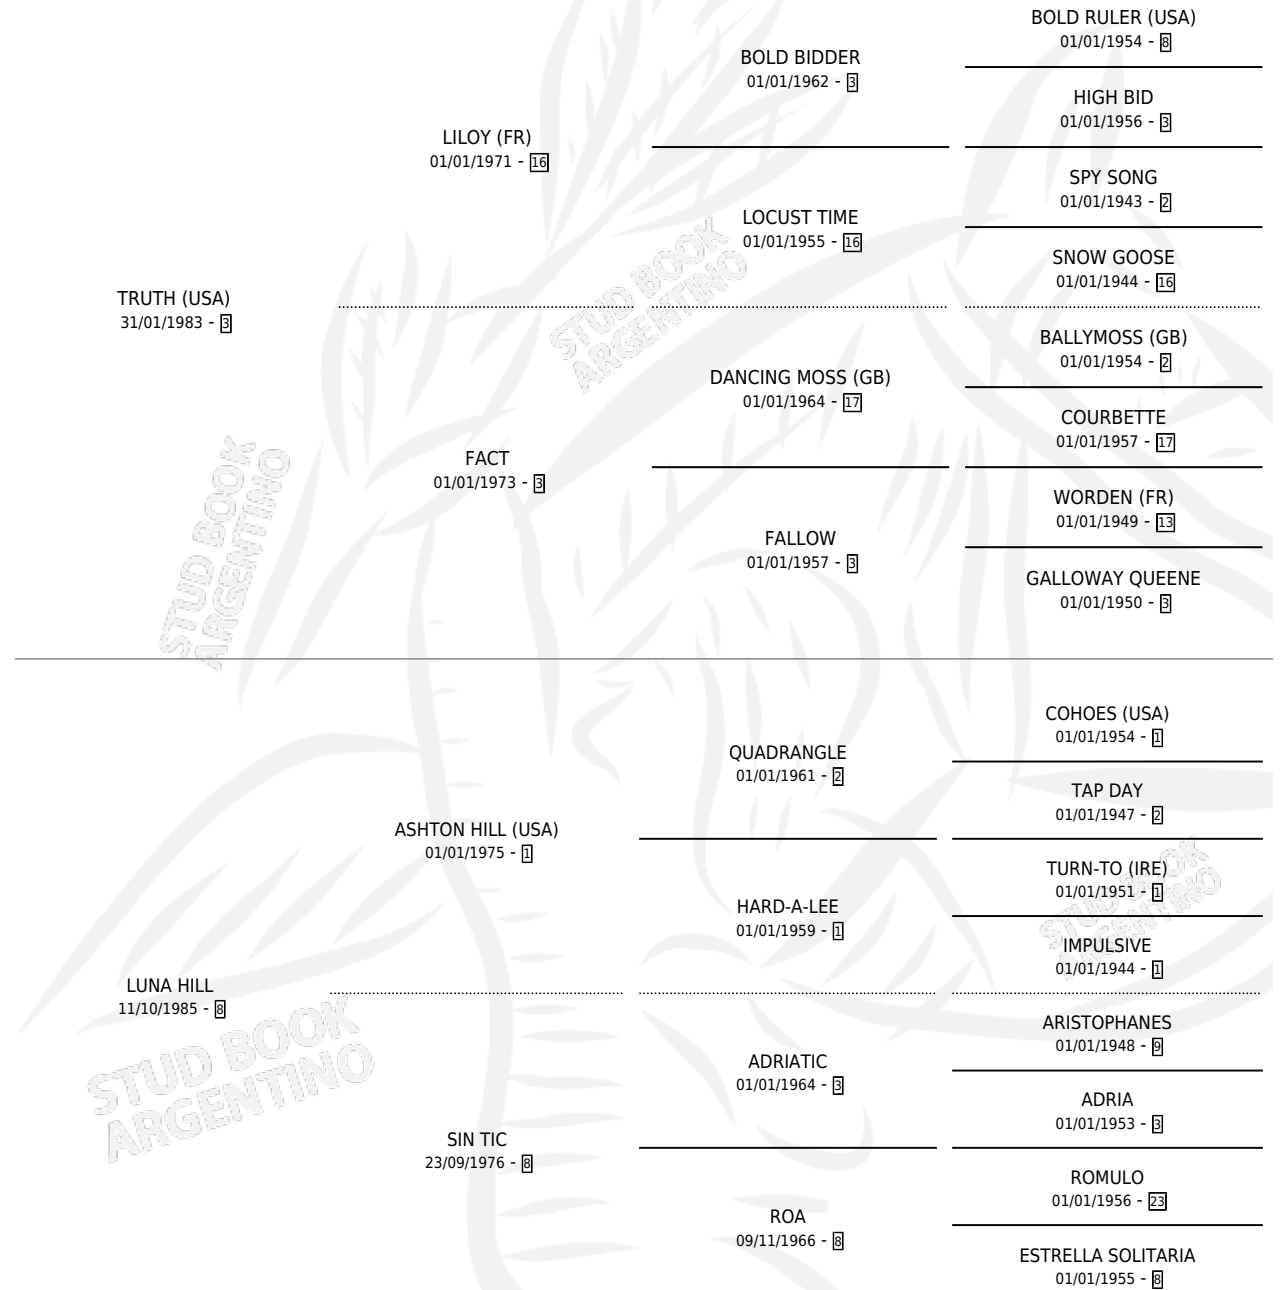 BOLD RULER (USA)
01/01/1954 - 8
BOLD BIDDER
01/01/1962 - 3
HIGH BID
01/01/1956 - 3
LILOY (FR)
01/01/1971 - 16
SPY SONG
01/01/1943 - 2
LOCUST TIME
01/01/1955 - 16
SNOW GOOSE
01/01/1944 - 16
TRUTH (USA)
31/01/1983 - 3
BALLYMOSS (GB)
01/01/1954 - 2
DANCING MOSS (GB)
01/01/1964 - 17
COURBETTE
01/01/1957 - 17
FACT
01/01/1973 - 3
WORDEN (FR)
01/01/1949 - 13
FALLOW
01/01/1957 - 3
GALLOWAY QUEENE
01/01/1950 - 3
COHOES (USA)
01/01/1954 - 1
QUADRANGLE
01/01/1961 - 2
TAP DAY
01/01/1947 - 2
ASHTON HILL (USA)
01/01/1975 - 1
TURN-TO (IRE)
01/01/1951 - 1
HARD-A-LEE
01/01/1959 - 1
IMPULSIVE
01/01/1944 - 1
LUNA HILL
11/10/1985 - 8
ARISTOPHANES
01/01/1948 - 9
ADRIATIC
01/01/1964 - 3
ADRIA
01/01/1953 - 3
SIN TIC
23/09/1976 - 8
ROMULO
01/01/1956 - 23
ROA
09/11/1966 - 8
ESTRELLA SOLITARIA
01/01/1955 - 8
STUD BOOK
ARGENTINO
STUD BOOK
ARGENTINO
STUD BOOK
ARGENTINO
STUD BOOK
ARGENTINO